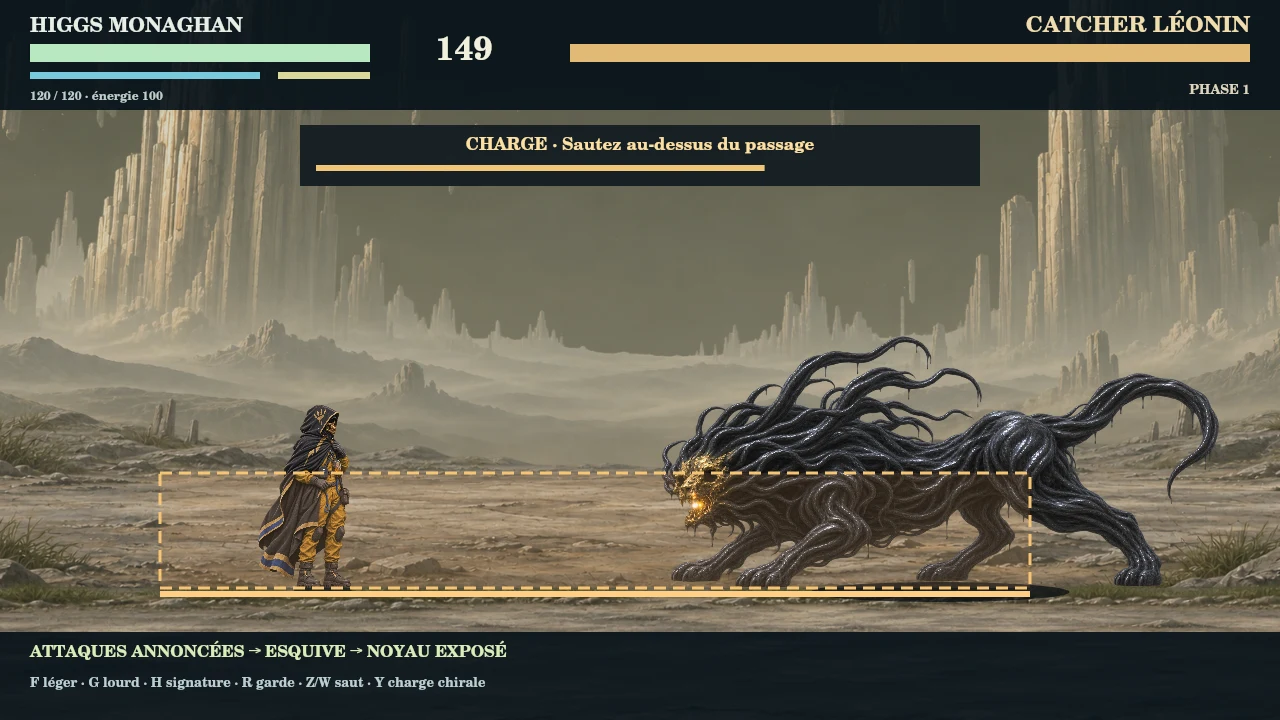 HIGGS MONAGHAN
149
CATCHER LÉONIN
120 / 120 · énergie 100
PHASE 1
CHARGE · Sautez au-dessus du passage
ATTAQUES ANNONCÉES → ESQUIVE → NOYAU EXPOSÉ
F léger · G lourd · H signature · R garde · Z/W saut · Y charge chirale